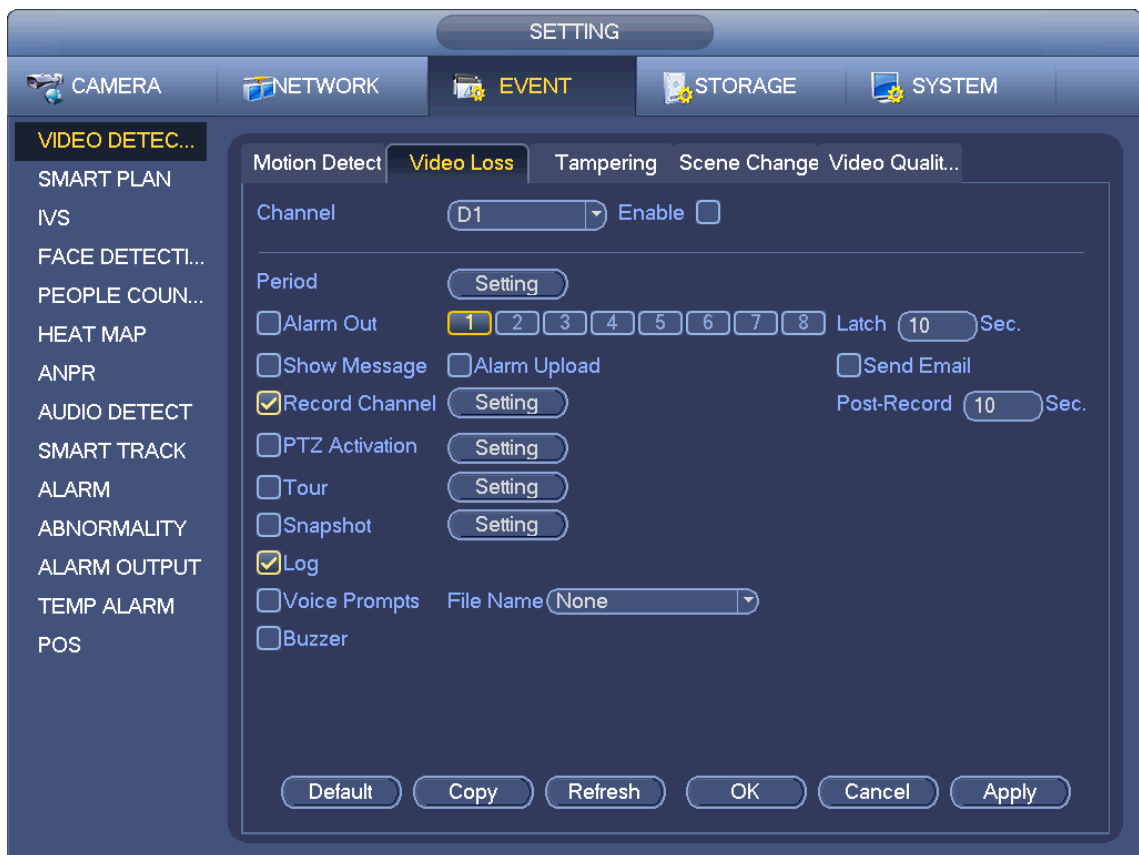 SETTING
CAMERA NETWORK EVENT STORAGE SYSTEM
VIDEO DETEC...
SMART PLAN
IVS
FACE DETECTI...
PEOPLE COUN...
HEAT MAP
ANPR
AUDIO DETECT
SMART TRACK
ALARM
ABNORMALITY
ALARM OUTPUT
TEMP ALARM
POS
Motion Detect Video Loss Tampering Scene Change Video Qualit...
Channel D1 Enable
Period Setting
Alarm Out 1 2 3 4 5 6 7 8 Latch 10 Sec.
Show Message Alarm Upload Send Email
Record Channel Setting Post-Record 10 Sec.
PTZ Activation Setting
Tour Setting
Snapshot Setting
Log
Voice Prompts File Name None
Buzzer
Default Copy Refresh OK Cancel Apply